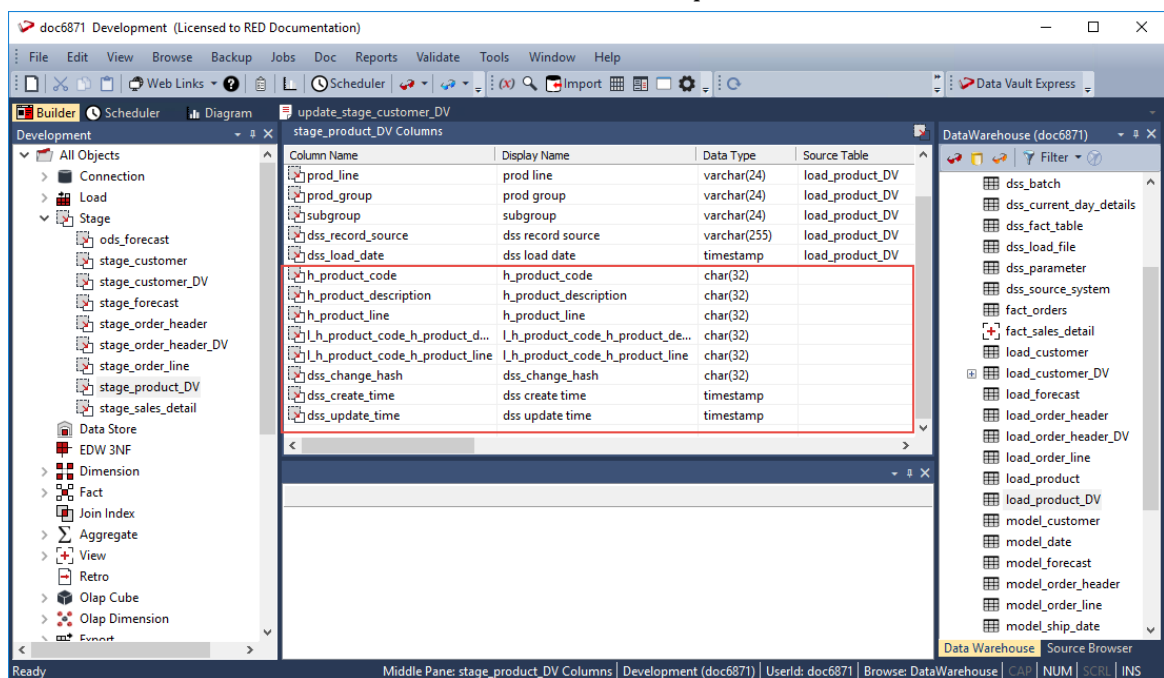 doc6871 Development (Licensed to RED Documentation)
File Edit View Browse Backup Jobs Doc Reports Validate Tools Window Help
Web Links Scheduler (x) Import Data Vault Express
Builder Scheduler Diagram update_stage_customer_DV
Development
All Objects
Connection
Load
Stage
ods_forecast
stage_customer
stage_customer_DV
stage_forecast
stage_order_header
stage_order_header_DV
stage_order_line
stage_product_DV
stage_sales_detail
Data Store
EDW 3NF
Dimension
Fact
Join Index
Aggregate
View
Retro
Olap Cube
Olap Dimension
Export
stage_product_DV Columns
Column Name Display Name Data Type Source Table
prod_line prod line varchar(24) load_product_DV
prod_group prod group varchar(24) load_product_DV
subgroup subgroup varchar(24) load_product_DV
dss_record_source dss record source varchar(255) load_product_DV
dss_load_date dss load date timestamp load_product_DV
h_product_code h_product_code char(32)
h_product_description h_product_description char(32)
h_product_line h_product_line char(32)
l_h_product_code_h_product_d... l_h_product_code_h_product_de... char(32)
l_h_product_code_h_product_line l_h_product_code_h_product_line char(32)
dss_change_hash dss_change_hash char(32)
dss_create_time dss create time timestamp
dss_update_time dss update time timestamp
DataWarehouse (doc6871)
Filter
dss_batch
dss_current_day_details
dss_fact_table
dss_load_file
dss_parameter
dss_source_system
fact_orders
fact_sales_detail
load_customer
load_customer_DV
load_forecast
load_order_header
load_order_header_DV
load_order_line
load_product
load_product_DV
model_customer
model_date
model_forecast
model_order_header
model_order_line
model_ship_date
Data Warehouse Source Browser
Ready Middle Pane: stage_product_DV Columns Development (doc6871) UserId: doc6871 Browse: DataWarehouse CAP NUM SCRL INS